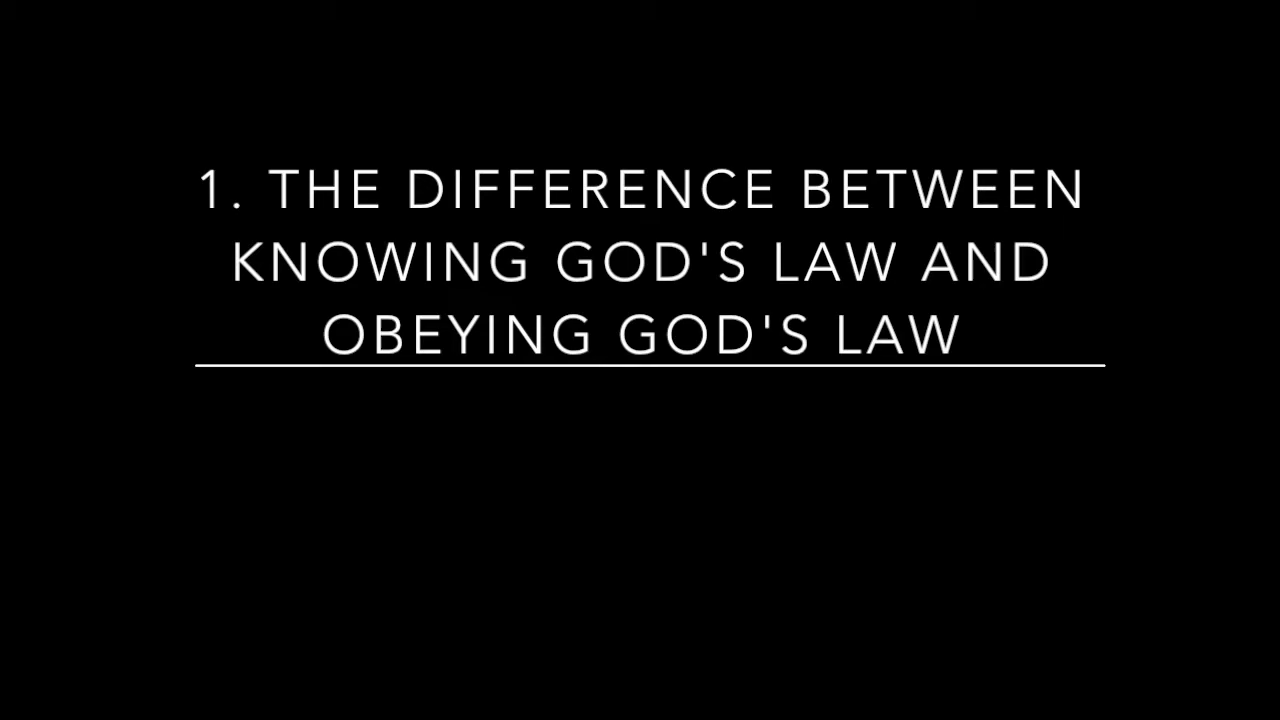 1. THE DIFFERENCE BETWEEN
KNOWING GOD'S LAW AND
OBEYING GOD'S LAW